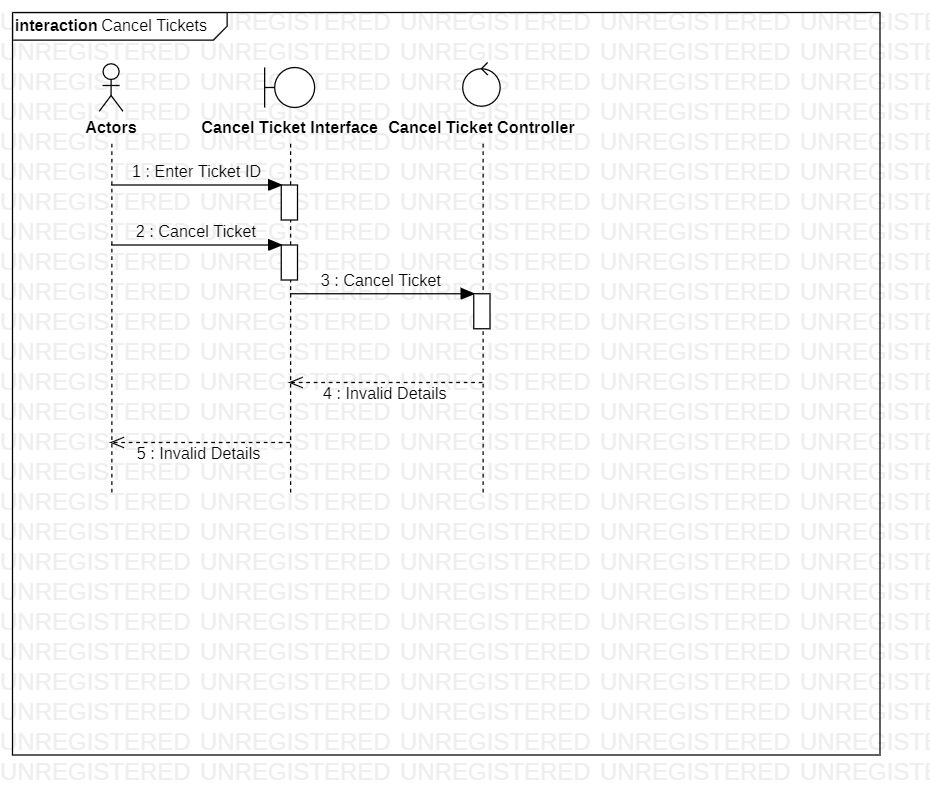 interaction Cancel Tickets
Actors
Cancel Ticket Interface
Cancel Ticket Controller
1 : Enter Ticket ID
2 : Cancel Ticket
3 : Cancel Ticket
4 : Invalid Details
5 : Invalid Details
UNREGISTERED UNREGISTERED UNREGISTERED UNREGISTERED UNREGISTE